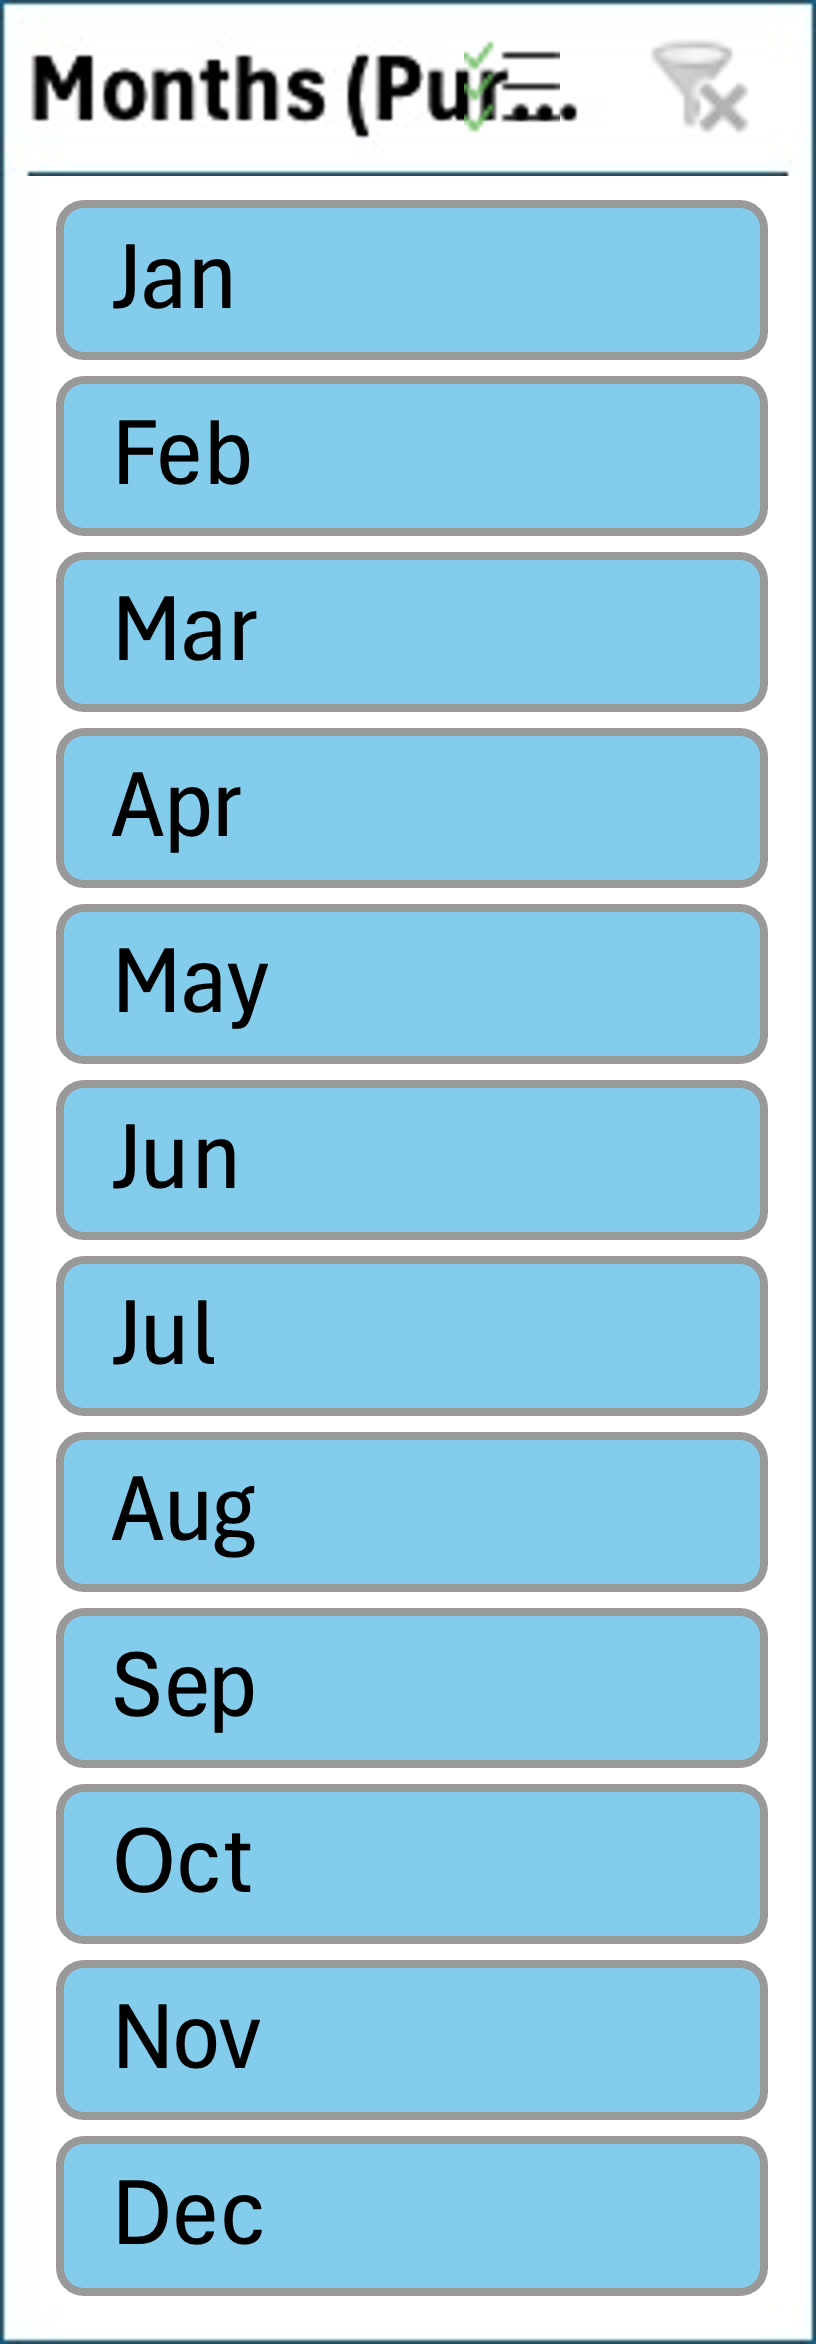 Months (Pur...
Jan
Feb
Mar
Apr
May
Jun
Jul
Aug
Sep
Oct
Nov
Dec